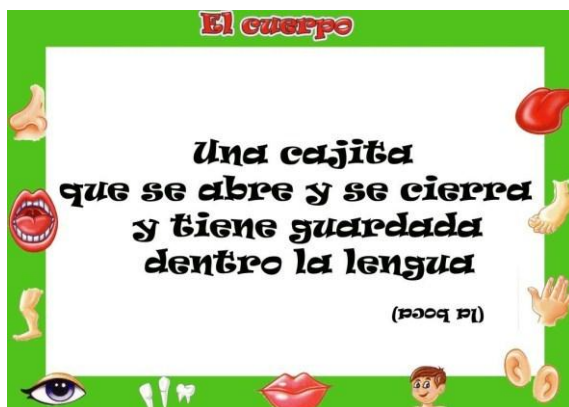 El cuerpo
Una cajita
que se abre y se cierra
y tiene guardada
dentro la lengua
(la boca)